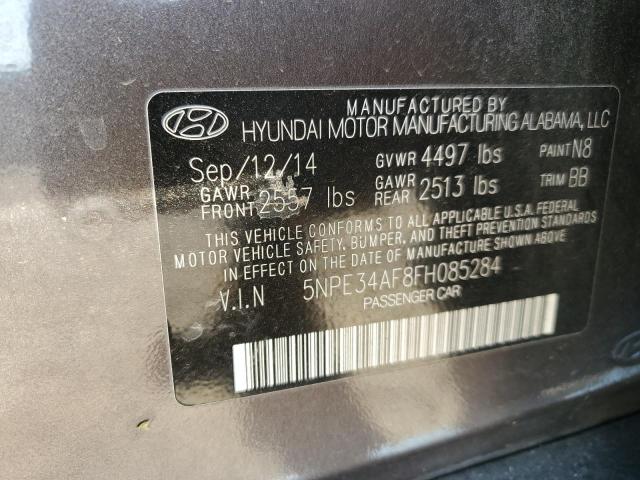 MANUFACTURED BY
HYUNDAI MOTOR MANUFACTURING ALABAMA, LLC
Sep/12/14 GVWR 4497 lbs PAINT N8
GAWR FRONT 2557 lbs GAWR REAR 2513 lbs TRIM BB
THIS VEHICLE CONFORMS TO ALL APPLICABLE U.S.A. FEDERAL
MOTOR VEHICLE SAFETY, BUMPER, AND THEFT PREVENTION STANDARDS
IN EFFECT ON THE DATE OF MANUFACTURE SHOWN ABOVE.
V.I.N 5NPE34AF8FH085284
PASSENGER CAR